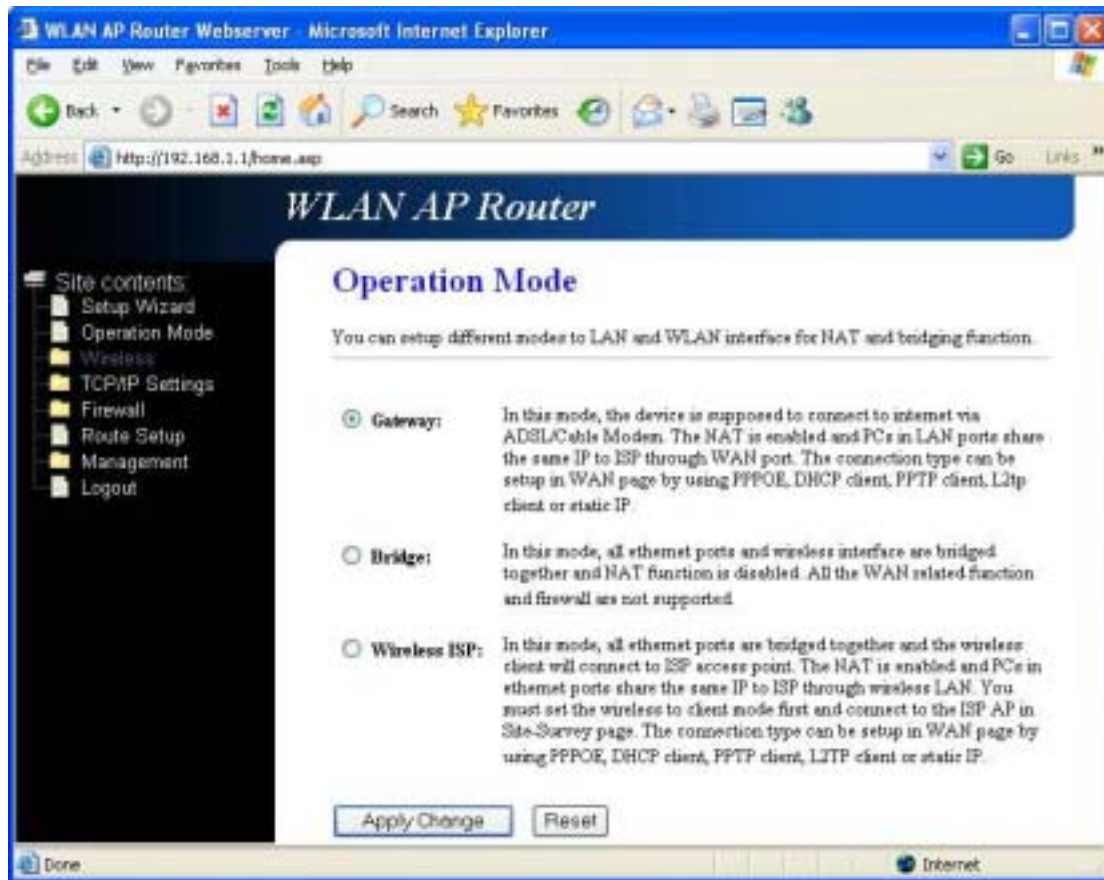 WLAN AP Router Webserver - Microsoft Internet Explorer
File Edit View Favorites Tools Help
Back Search Favorites
Address http://192.168.1.1/home.asp Go Links »
WLAN AP Router
Site contents:
Setup Wizard
Operation Mode
Wireless
TCP/IP Settings
Firewall
Route Setup
Management
Logout
Operation Mode
You can setup different modes to LAN and WLAN interface for NAT and bridging function.
Gateway:
In this mode, the device is supposed to connect to internet via
ADSL/Cable Modem. The NAT is enabled and PCs in LAN ports share
the same IP to ISP through WAN port. The connection type can be
setup in WAN page by using PPPOE, DHCP client, PPTP client, L2tp
client or static IP.
Bridge:
In this mode, all ethernet ports and wireless interface are bridged
together and NAT function is disabled. All the WAN related function
and firewall are not supported.
Wireless ISP:
In this mode, all ethernet ports are bridged together and the wireless
client will connect to ISP access point. The NAT is enabled and PCs in
ethernet ports share the same IP to ISP through wireless LAN. You
must set the wireless to client mode first and connect to the ISP AP in
Site-Survey page. The connection type can be setup in WAN page by
using PPPOE, DHCP client, PPTP client, L2TP client or static IP.
Apply Change Reset
Done Internet